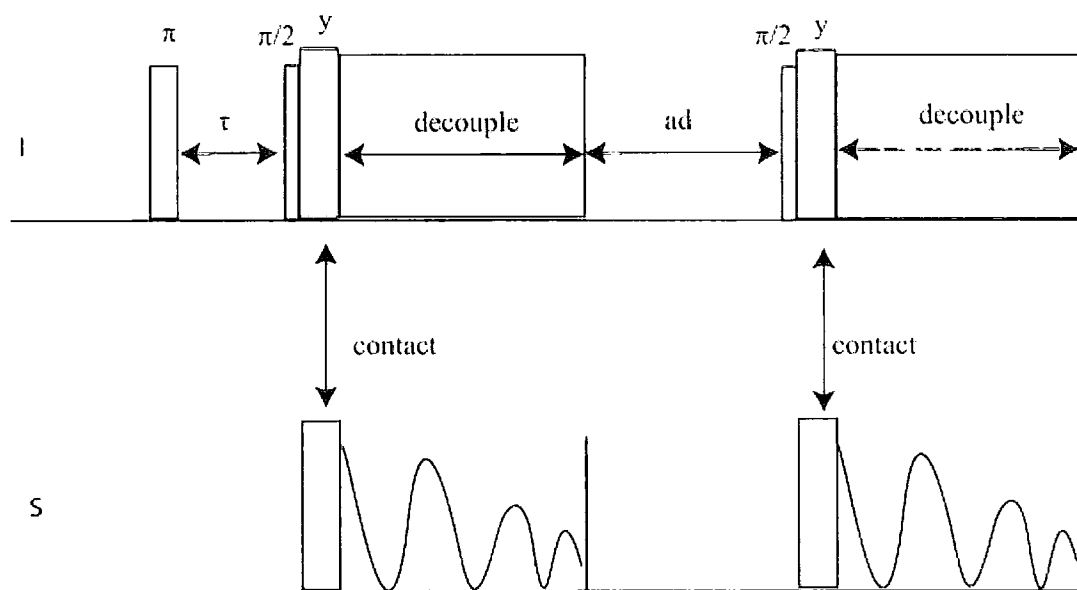 π
π/2
y
π/2
y
τ
decouple
ad
decouple
I
contact
contact
S